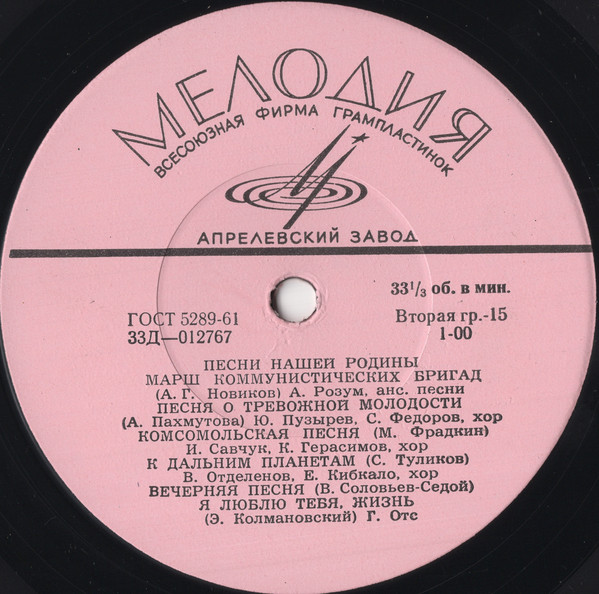 МЕЛОДИЯ
ВСЕСОЮЗНАЯ ФИРМА ГРАМПЛАСТИНОК
АПРЕЛЕВСКИЙ ЗАВОД
33⅓ об. в мин.
ГОСТ 5289-61 Вторая гр.-15
33Д—012767 1-00
ПЕСНИ НАШЕЙ РОДИНЫ
МАРШ КОММУНИСТИЧЕСКИХ БРИГАД
(А. Г. Новиков) А. Розум, анс. песни
ПЕСНЯ О ТРЕВОЖНОЙ МОЛОДОСТИ
(А. Пахмутова) Ю. Пузырев, С. Федоров, хор
КОМСОМОЛЬСКАЯ ПЕСНЯ (М. Фрадкин)
И. Савчук, К. Герасимов, хор
К ДАЛЬНИМ ПЛАНЕТАМ (С. Туликов)
В. Отделенов, Е. Кибкало, хор
ВЕЧЕРНЯЯ ПЕСНЯ (В. Соловьев-Седой)
Я ЛЮБЛЮ ТЕБЯ, ЖИЗНЬ
(Э. Колмановский) Г. Отс